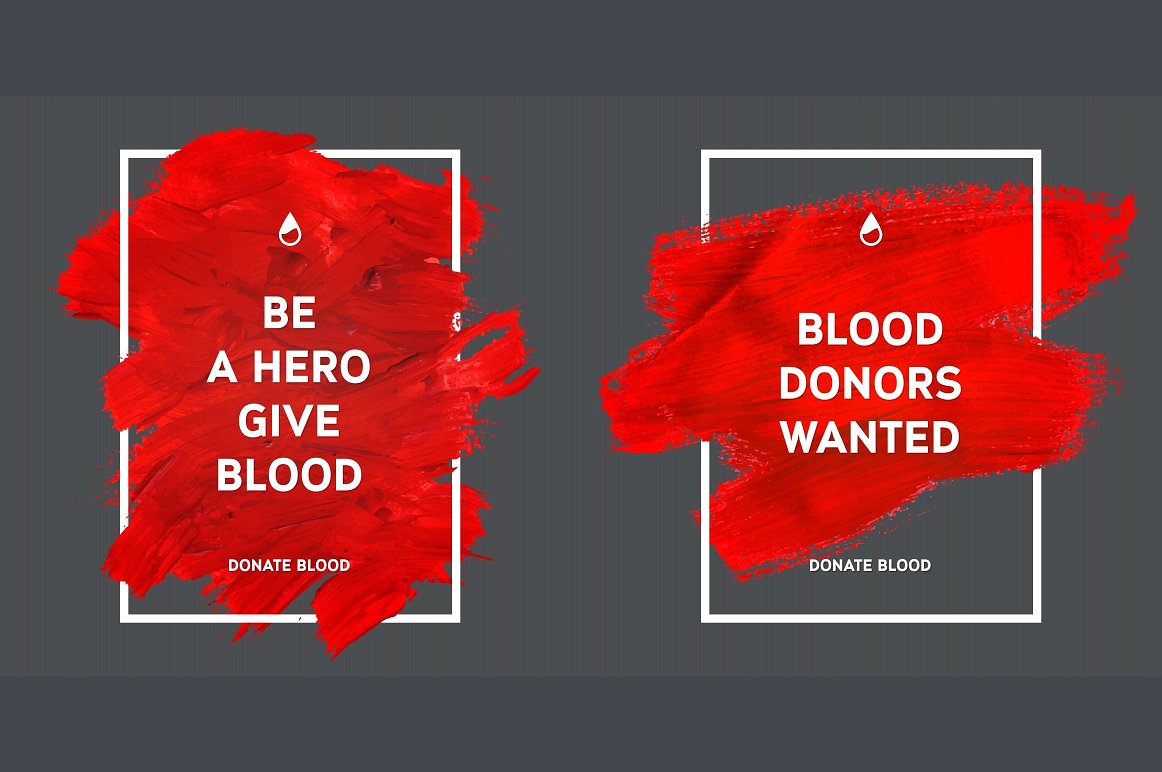 BE
A HERO
GIVE
BLOOD
DONATE BLOOD
BLOOD
DONORS
WANTED
DONATE BLOOD